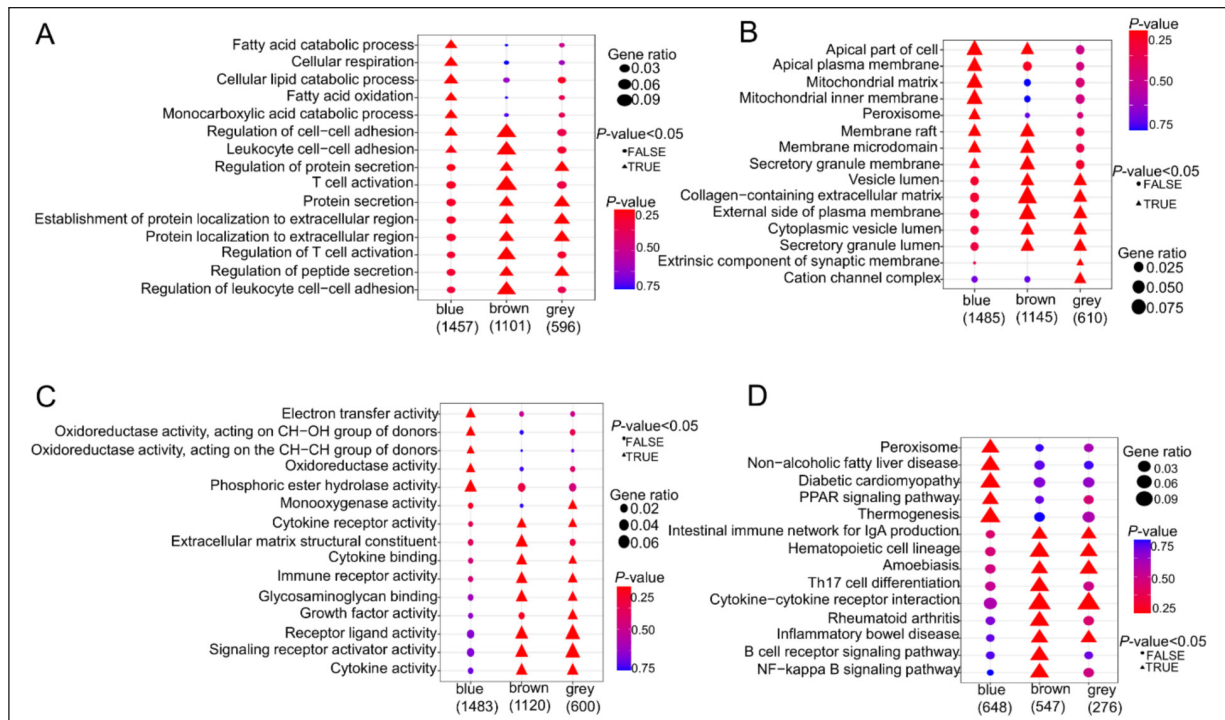 A
Fatty acid catabolic process
Cellular respiration
Cellular lipid catabolic process
Fatty acid oxidation
Monocarboxylic acid catabolic process
Regulation of cell−cell adhesion
Leukocyte cell−cell adhesion
Regulation of protein secretion
T cell activation
Protein secretion
Establishment of protein localization to extracellular region
Protein localization to extracellular region
Regulation of T cell activation
Regulation of peptide secretion
Regulation of leukocyte cell−cell adhesion
blue brown grey
(1457) (1101) (596)
Gene ratio
0.03
0.06
0.09
P-value<0.05
FALSE
TRUE
P-value
0.25
0.50
0.75
B
Apical part of cell
Apical plasma membrane
Mitochondrial matrix
Mitochondrial inner membrane
Peroxisome
Membrane raft
Membrane microdomain
Secretory granule membrane
Vesicle lumen
Collagen-containing extracellular matrix
External side of plasma membrane
Cytoplasmic vesicle lumen
Secretory granule lumen
Extrinsic component of synaptic membrane
Cation channel complex
blue brown grey
(1485) (1145) (610)
P-value
0.25
0.50
0.75
P-value<0.05
FALSE
TRUE
Gene ratio
0.025
0.050
0.075
C
Electron transfer activity
Oxidoreductase activity, acting on CH−OH group of donors
Oxidoreductase activity, acting on the CH−CH group of donors
Oxidoreductase activity
Phosphoric ester hydrolase activity
Monooxygenase activity
Cytokine receptor activity
Extracellular matrix structural constituent
Cytokine binding
Immune receptor activity
Glycosaminoglycan binding
Growth factor activity
Receptor ligand activity
Signaling receptor activator activity
Cytokine activity
blue brown grey
(1483) (1120) (600)
P-value<0.05
FALSE
TRUE
Gene ratio
0.02
0.04
0.06
P-value
0.25
0.50
0.75
D
Peroxisome
Non-alcoholic fatty liver disease
Diabetic cardiomyopathy
PPAR signaling pathway
Thermogenesis
Intestinal immune network for IgA production
Hematopoietic cell lineage
Amoebiasis
Th17 cell differentiation
Cytokine−cytokine receptor interaction
Rheumatoid arthritis
Inflammatory bowel disease
B cell receptor signaling pathway
NF-kappa B signaling pathway
blue brown grey
(648) (547) (276)
Gene ratio
0.03
0.06
0.09
P-value
0.75
0.50
0.25
P-value<0.05
FALSE
TRUE